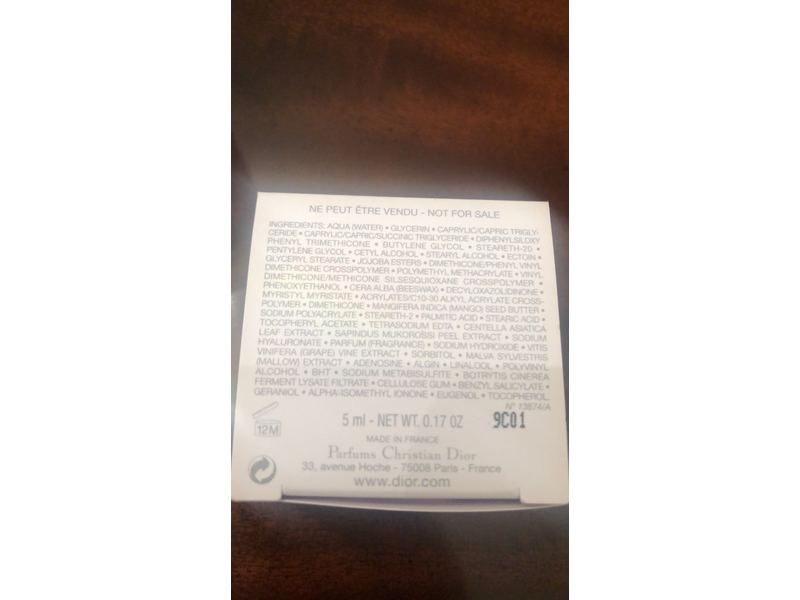 NE PEUT ÊTRE VENDU - NOT FOR SALE
INGREDIENTS: AQUA (WATER) • GLYCERIN • CAPRYLIC/CAPRIC TRIGLY-
CERIDE • CAPRYLIC/CAPRIC/SUCCINIC TRIGLYCERIDE • DIPHENYLSILOXY
PHENYL TRIMETHICONE • BUTYLENE GLYCOL • STEARETH-20 •
PENTYLENE GLYCOL • CETYL ALCOHOL • STEARYL ALCOHOL • ECTOIN •
GLYCERYL STEARATE • JOJOBA ESTERS • DIMETHICONE/PHENYL VINYL
DIMETHICONE CROSSPOLYMER • POLYMETHYL METHACRYLATE • VINYL
DIMETHICONE/METHICONE SILSESQUIOXANE CROSSPOLYMER •
PHENOXYETHANOL • CERA ALBA (BEESWAX) • DECYLOXAZOLIDINONE •
MYRISTYL MYRISTATE • ACRYLATES/C10-30 ALKYL ACRYLATE CROSS-
POLYMER • DIMETHICONE • MANGIFERA INDICA (MANGO) SEED BUTTER •
SODIUM POLYACRYLATE • STEARETH-2 • PALMITIC ACID • STEARIC ACID •
TOCOPHERYL ACETATE • TETRASODIUM EDTA • CENTELLA ASIATICA
LEAF EXTRACT • SAPINDUS MUKOROSSI PEEL EXTRACT • SODIUM
HYALURONATE • PARFUM (FRAGRANCE) • SODIUM HYDROXIDE • VITIS
VINIFERA (GRAPE) VINE EXTRACT • SORBITOL • MALVA SYLVESTRIS
(MALLOW) EXTRACT • ADENOSINE • ALGIN • LINALOOL • POLYVINYL
ALCOHOL • BHT • SODIUM METABISULFITE • BOTRYTIS CINEREA
FERMENT LYSATE FILTRATE • CELLULOSE GUM • BENZYL SALICYLATE •
GERANIOL • ALPHA-ISOMETHYL IONONE • EUGENOL • TOCOPHEROL.
N° 13874/A
12M
5 ml - NET WT. 0.17 OZ
9C01
MADE IN FRANCE
Parfums Christian Dior
33, avenue Hoche - 75008 Paris - France
www.dior.com